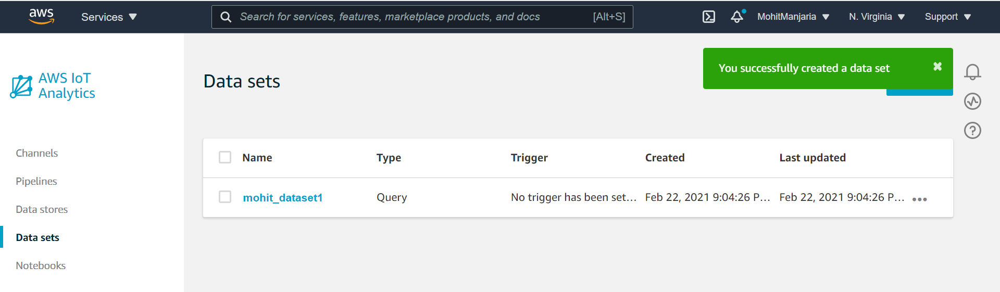 aws
Services
Search for services, features, marketplace products, and docs [Alt+S]
MohitManjaria
N. Virginia
Support
AWS IoT
Analytics
Channels
Pipelines
Data stores
Data sets
Notebooks
Data sets
You successfully created a data set
Name Type Trigger Created Last updated
mohit_dataset1 Query No trigger has been set... Feb 22, 2021 9:04:26 P... Feb 22, 2021 9:04:26 P...